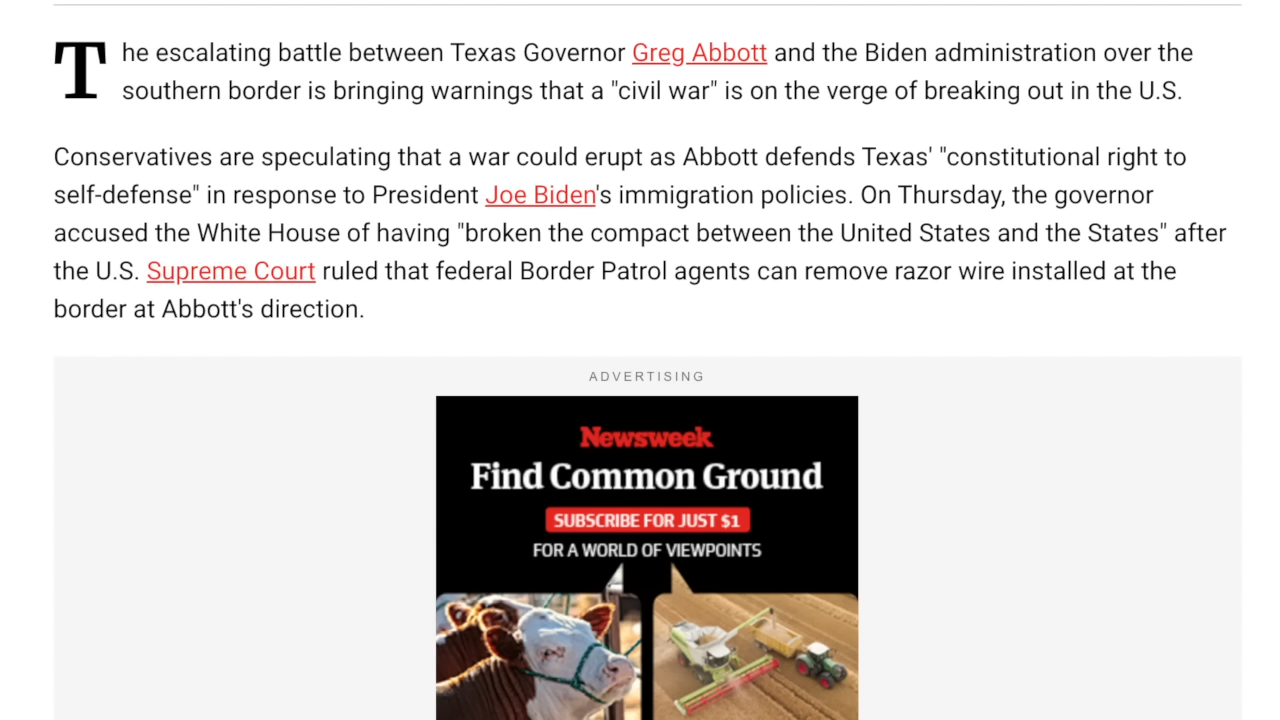 The escalating battle between Texas Governor Greg Abbott and the Biden administration over the
southern border is bringing warnings that a "civil war" is on the verge of breaking out in the U.S.
Conservatives are speculating that a war could erupt as Abbott defends Texas' "constitutional right to
self-defense" in response to President Joe Biden's immigration policies. On Thursday, the governor
accused the White House of having "broken the compact between the United States and the States" after
the U.S. Supreme Court ruled that federal Border Patrol agents can remove razor wire installed at the
border at Abbott's direction.
ADVERTISING
Newsweek
Find Common Ground
SUBSCRIBE FOR JUST $1
FOR A WORLD OF VIEWPOINTS